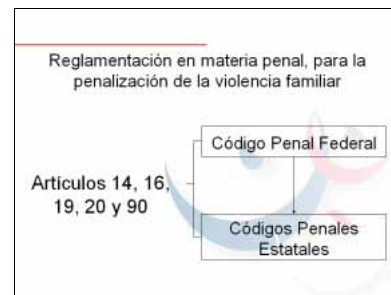 Reglamentación en materia penal, para la
penalización de la violencia familiar
Código Penal Federal
Artículos 14, 16,
19, 20 y 90
Códigos Penales
Estatales